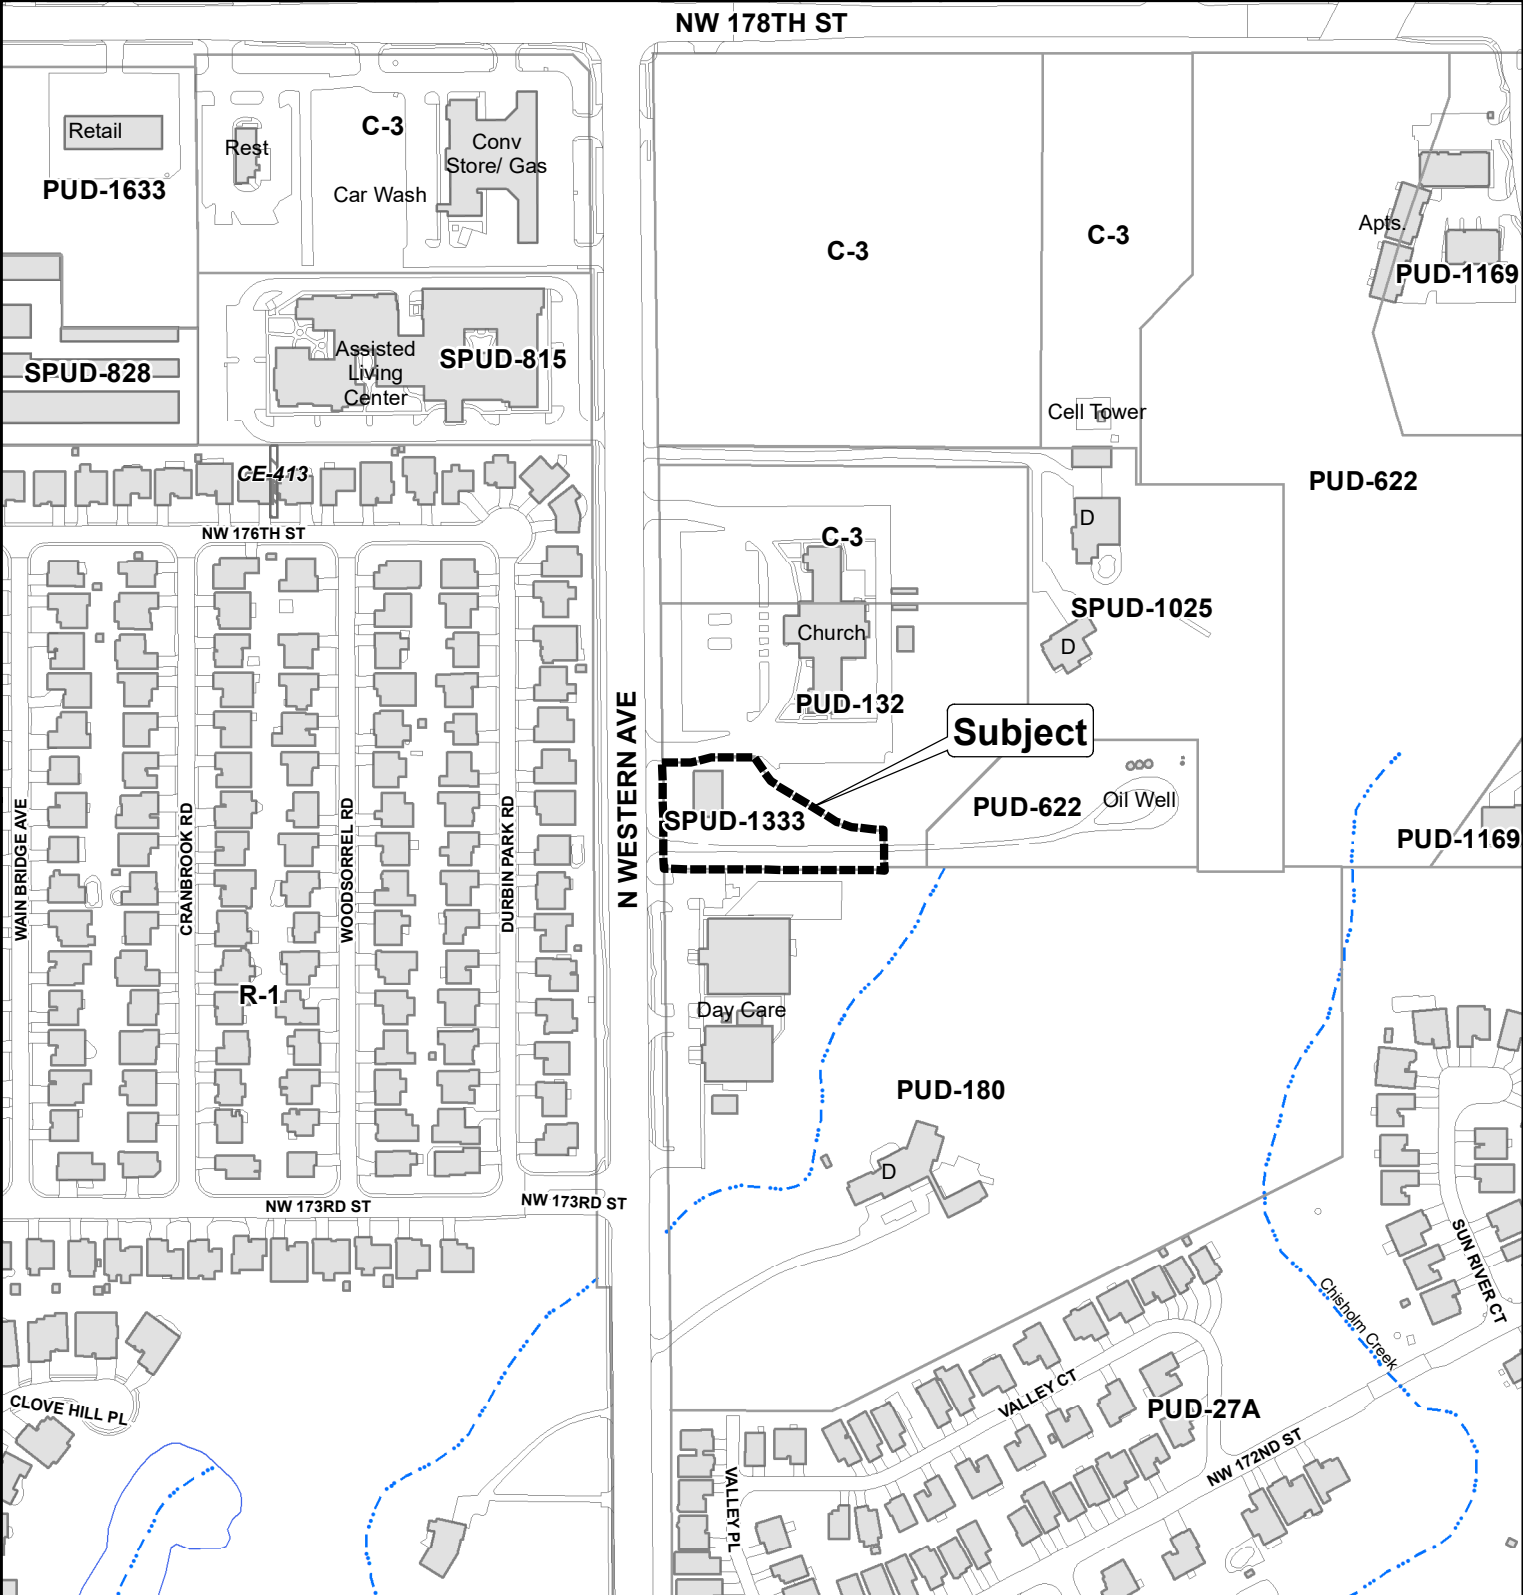 NW 178TH ST
Retail
Rest
C-3
Conv
Store/ Gas
PUD-1633
Car Wash
C-3
C-3
Apts.
PUD-1169
Assisted
Living
Center
SPUD-815
SPUD-828
Cell Tower
CE-413
PUD-622
NW 176TH ST
C-3
D
SPUD-1025
Church
D
PUD-132
Subject
N WESTERN AVE
SPUD-1333
PUD-622
Oil Well
PUD-1169
WAIN BRIDGE AVE
CRANBROOK RD
WOODSORREL RD
DURBIN PARK RD
R-1
Day Care
PUD-180
D
NW 173RD ST
NW 173RD ST
SUN RIVER CT
Chisholm Creek
CLOVE HILL PL
VALLEY CT
PUD-27A
NW 172ND ST
VALLEY PL